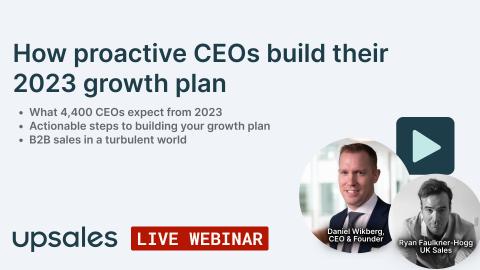 How proactive CEOs build their
2023 growth plan
• What 4,400 CEOs expect from 2023
• Actionable steps to building your growth plan
• B2B sales in a turbulent world
Daniel Wikberg,
CEO & Founder
Ryan Faulkner-Hogg
UK Sales
upsales
LIVE WEBINAR